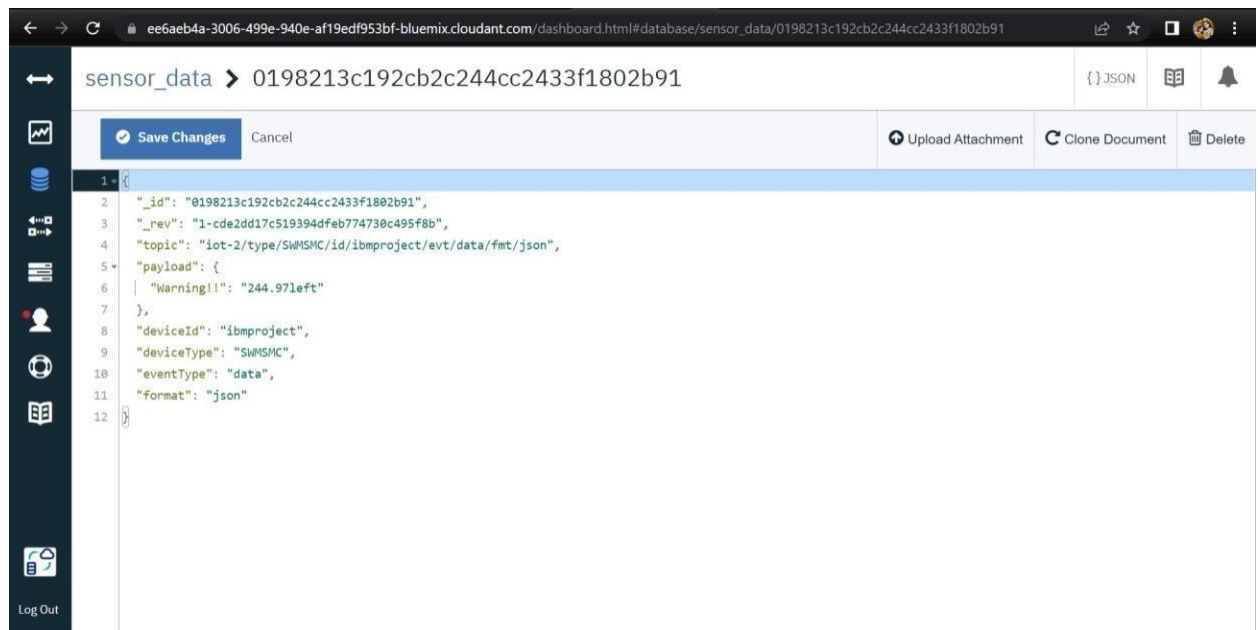 ee6aeb4a-3006-499e-940e-af19edf953bf-bluemix.cloudant.com/dashboard.html#database/sensor_data/0198213c192cb2c244cc2433f1802b91
sensor_data > 0198213c192cb2c244cc2433f1802b91
{ } JSON
Save Changes Cancel Upload Attachment Clone Document Delete
1 {
2 "_id": "0198213c192cb2c244cc2433f1802b91",
3 "_rev": "1-cde2dd17c519394dfeb774730c495f8b",
4 "topic": "iot-2/type/SWMSMC/id/ibmproject/evt/data/fmt/json",
5 "payload": {
6 "Warning!!": "244.97left"
7 },
8 "deviceId": "ibmproject",
9 "deviceType": "SWMSMC",
10 "eventType": "data",
11 "format": "json"
12 }
Log Out